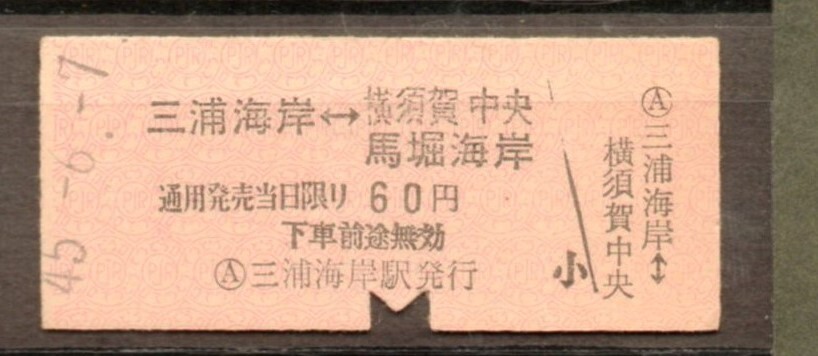 45.-6.-7
三浦海岸↔横須賀中央
馬堀海岸
通用発売当日限り 60円
下車前途無効
Ⓐ三浦海岸駅発行
Ⓐ三浦海岸↔
横須賀中央
小